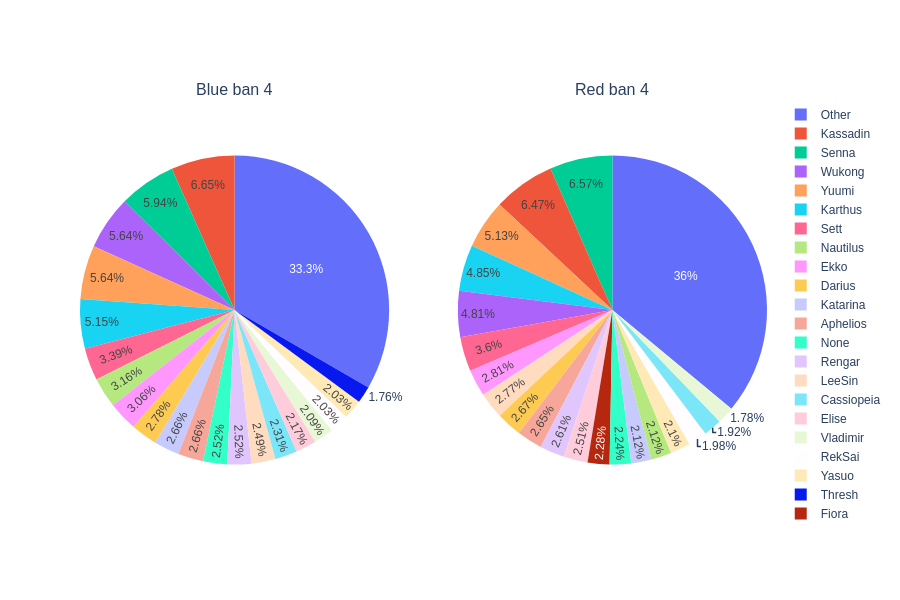 Blue ban 4
Red ban 4
33.3%
6.65%
5.94%
5.64%
5.64%
5.15%
3.39%
3.16%
3.06%
2.78%
2.66%
2.66%
2.52%
2.52%
2.49%
2.31%
2.17%
2.09%
2.03%
2.03%
1.76%
36%
6.57%
6.47%
5.13%
4.85%
4.81%
3.6%
2.81%
2.77%
2.67%
2.65%
2.61%
2.51%
2.28%
2.24%
2.12%
2.12%
2.1%
1.98%
1.92%
1.78%
Other
Kassadin
Senna
Wukong
Yuumi
Karthus
Sett
Nautilus
Ekko
Darius
Katarina
Aphelios
None
Rengar
LeeSin
Cassiopeia
Elise
Vladimir
RekSai
Yasuo
Thresh
Fiora